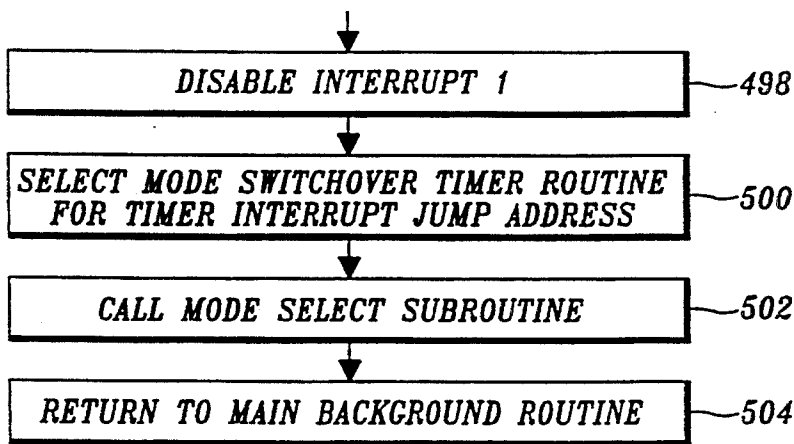 DISABLE INTERRUPT 1
498
SELECT MODE SWITCHOVER TIMER ROUTINE
FOR TIMER INTERRUPT JUMP ADDRESS
500
CALL MODE SELECT SUBROUTINE
502
RETURN TO MAIN BACKGROUND ROUTINE
504